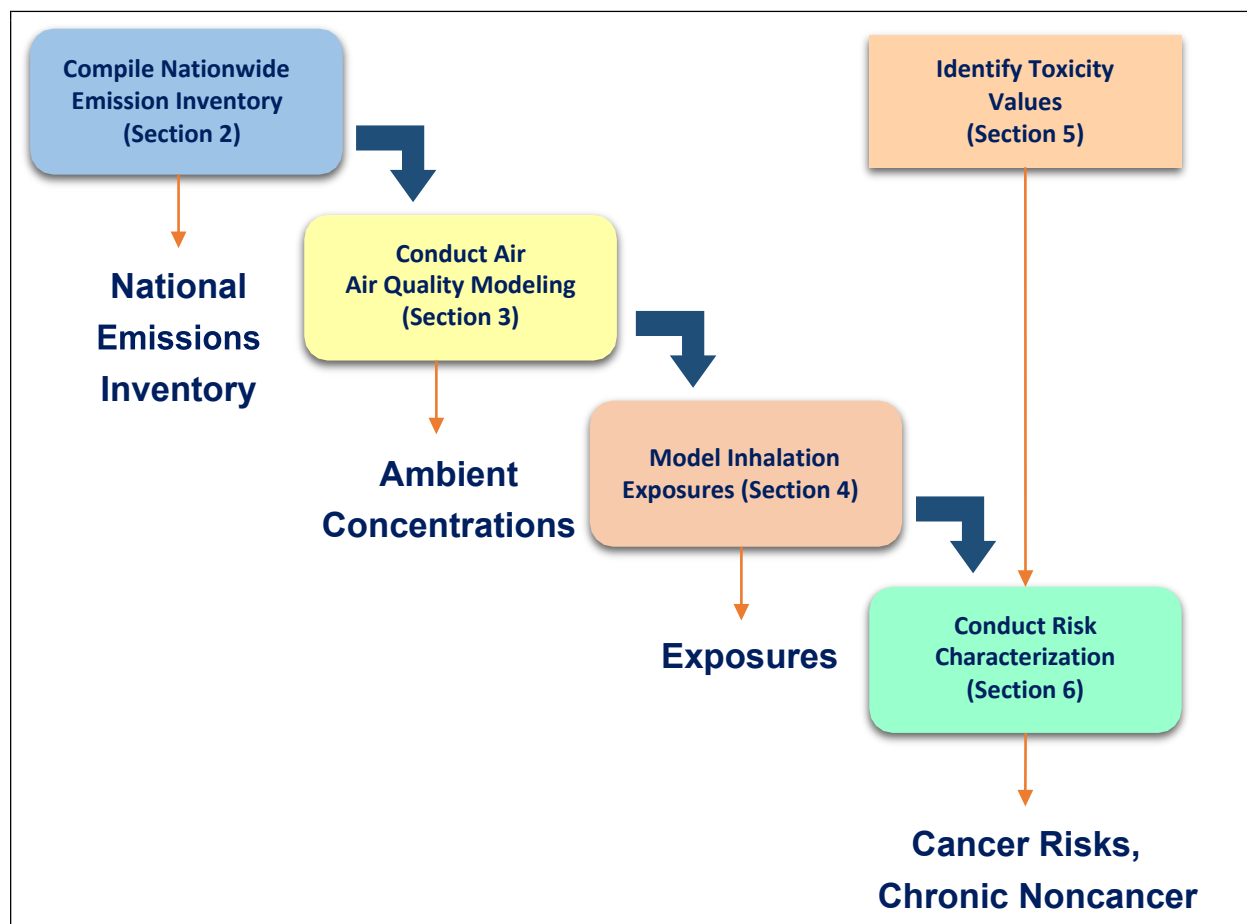 Compile Nationwide
Emission Inventory
(Section 2)
Identify Toxicity
Values
(Section 5)
National
Emissions
Inventory
Conduct Air
Air Quality Modeling
(Section 3)
Ambient
Concentrations
Model Inhalation
Exposures (Section 4)
Exposures
Conduct Risk
Characterization
(Section 6)
Cancer Risks,
Chronic Noncancer